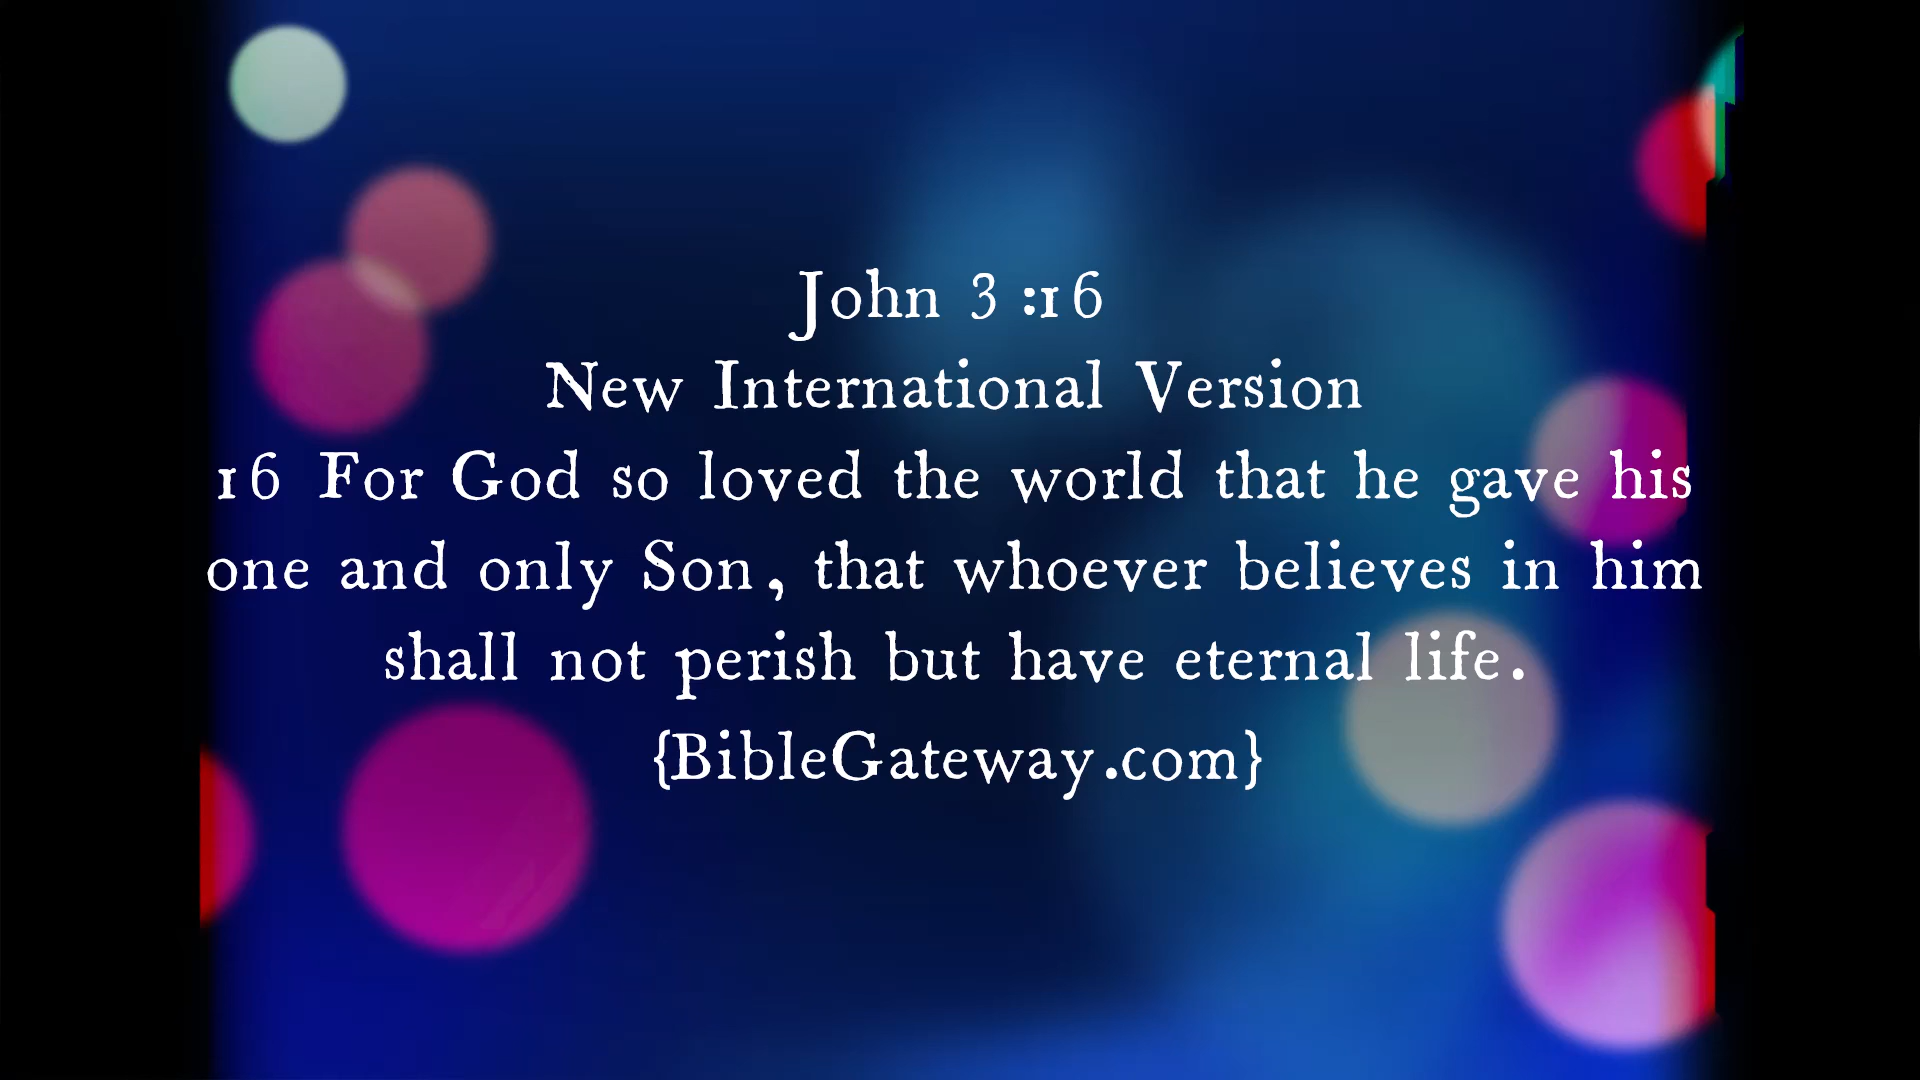 John 3 :16
New International Version
16 For God so loved the world that he gave his
one and only Son, that whoever believes in him
shall not perish but have eternal life.
{BibleGateway.com}